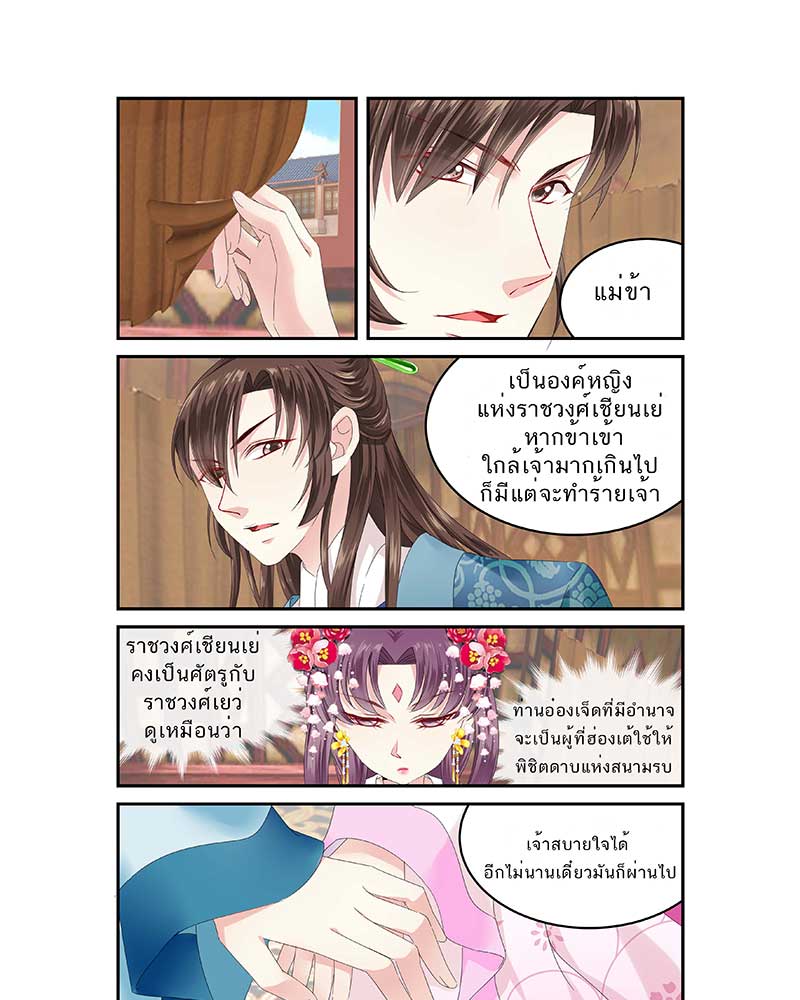 แม่ข้า
เป็นองค์หญิง
แห่งราชวงศ์เชียนเย่
หากข้าเข้า
ใกล้เจ้ามากเกินไป
ก็มีแต่จะทำร้ายเจ้า
ราชวงศ์เชียนเย่
คงเป็นศัตรูกับ
ราชวงศ์เยว่
ดูเหมือนว่า
ท่านอ๋องเจ็ดที่มีอำนาจ
จะเป็นผู้ที่ฮ่องเต้ใช้ให้
พิชิตดาบแห่งสนามรบ
เจ้าสบายใจได้
อีกไม่นานเดี๋ยวมันก็ผ่านไป